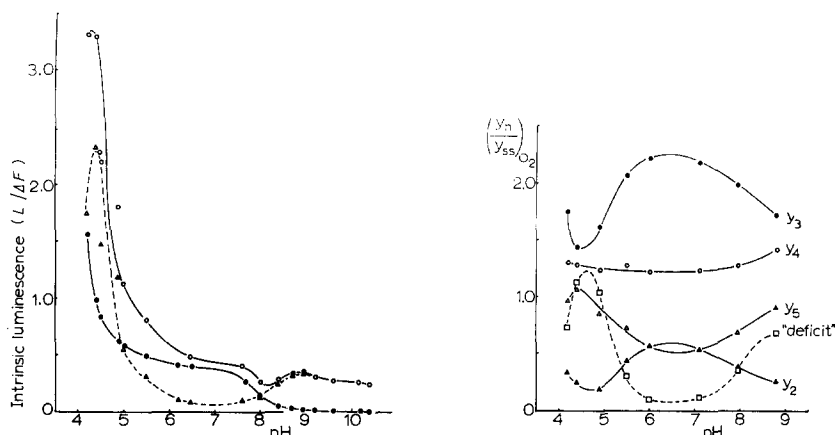 Intrinsic luminescence (L/ΔF)
3.0
2.0
1.0
0
4 5 6 7 8 9 10
pH
(yn/yss)O2
2.0
1.0
0
4 5 6 7 8 9
pH
y3
y4
y5
"deficit"
y2